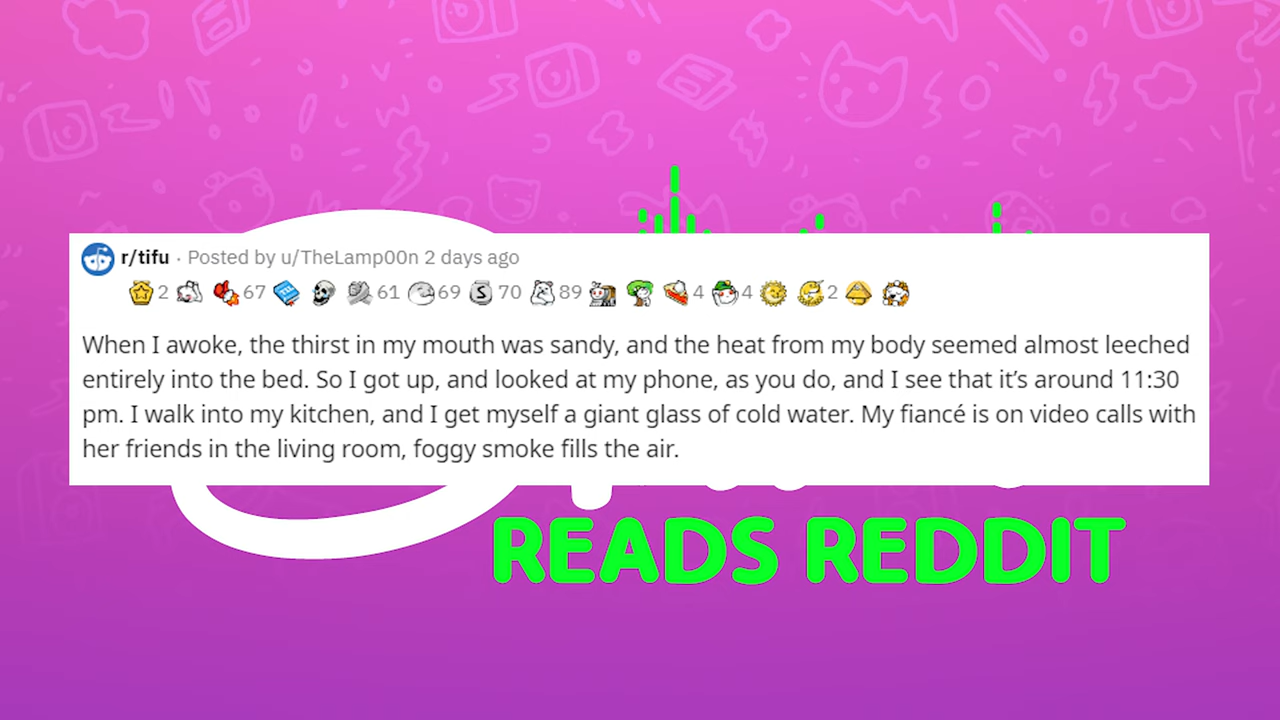 r/tifu · Posted by u/TheLamp00n 2 days ago
2 67 61 69 70 89 4 4 2
When I awoke, the thirst in my mouth was sandy, and the heat from my body seemed almost leeched
entirely into the bed. So I got up, and looked at my phone, as you do, and I see that it’s around 11:30
pm. I walk into my kitchen, and I get myself a giant glass of cold water. My fiancé is on video calls with
her friends in the living room, foggy smoke fills the air.
READS REDDIT